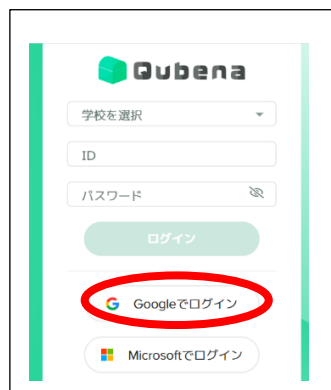 Qubena
学校を選択
ID
パスワード
ログイン
Googleでログイン
Microsoftでログイン